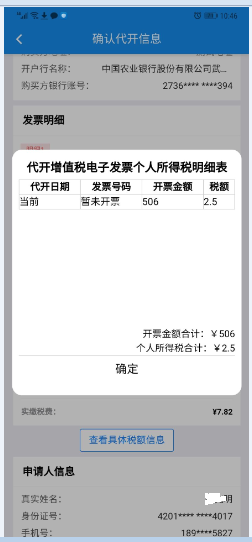 10:46
确认代开信息
开户行名称： 中国农业银行股份有限公司武...
购买方银行账号： 2736**** ****394
发票明细
代开增值税电子发票个人所得税明细表
代开日期 发票号码 开票金额 税额
当前 暂未开票 506 2.5
开票金额合计：￥506
个人所得税合计：￥2.5
确定
实缴税费： ¥7.82
查看具体税额信息
申请人信息
真实姓名： 明
身份证号： 4201**** ****4017
手机号： 189****5827